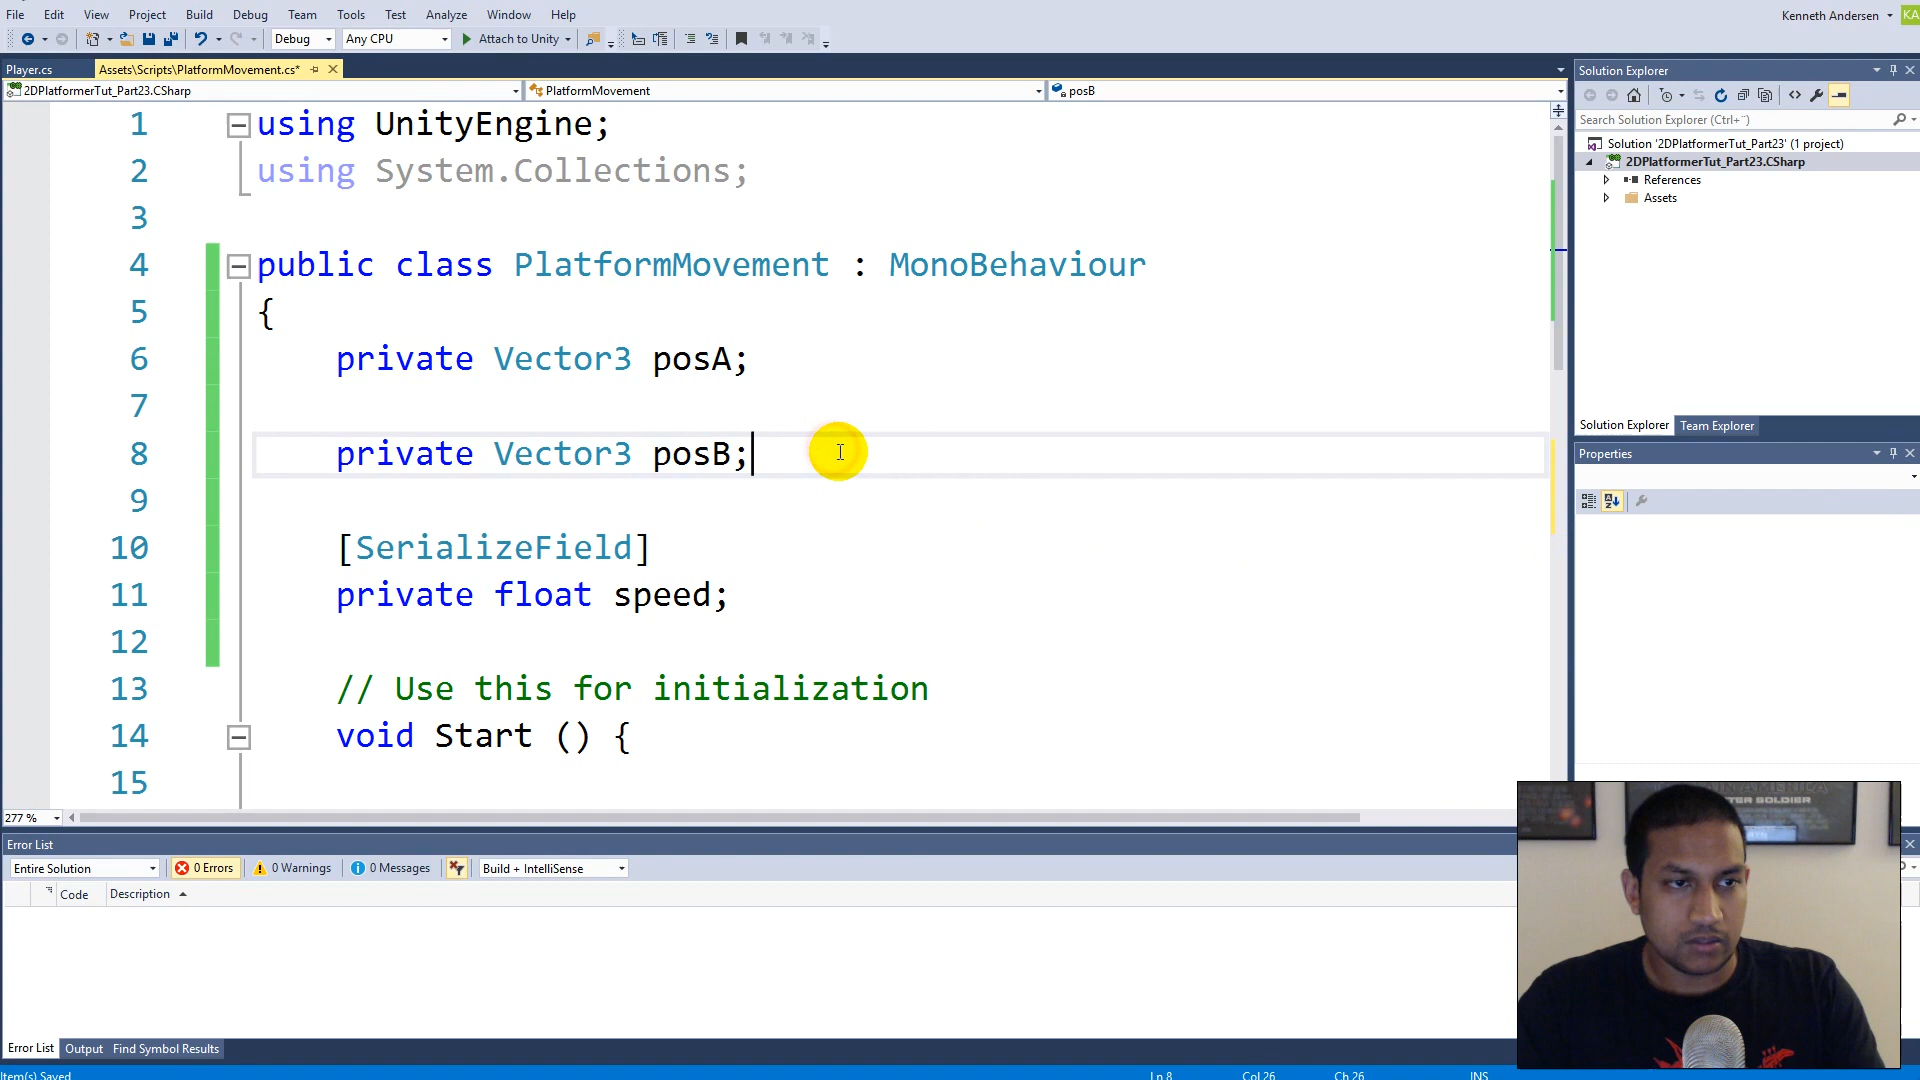 File Edit View Project Build Debug Team Tools Test Analyze Window Help
Kenneth Andersen KA
Debug Any CPU Attach to Unity
Player.cs Assets\Scripts\PlatformMovement.cs*
2DPlatformerTut_Part23.CSharp PlatformMovement posB
1 using UnityEngine;
2 using System.Collections;
3
4 public class PlatformMovement : MonoBehaviour
5 {
6 private Vector3 posA;
7
8 private Vector3 posB;
9
10 [SerializeField]
11 private float speed;
12
13 // Use this for initialization
14 void Start () {
15
277 %
Solution Explorer
Search Solution Explorer (Ctrl+¨)
Solution '2DPlatformerTut_Part23' (1 project)
2DPlatformerTut_Part23.CSharp
References
Assets
Solution Explorer Team Explorer
Properties
Error List
Entire Solution 0 Errors 0 Warnings 0 Messages Build + IntelliSense
Code Description
Error List Output Find Symbol Results
Item(s) Saved Ln 8 Col 26 Ch 26 INS